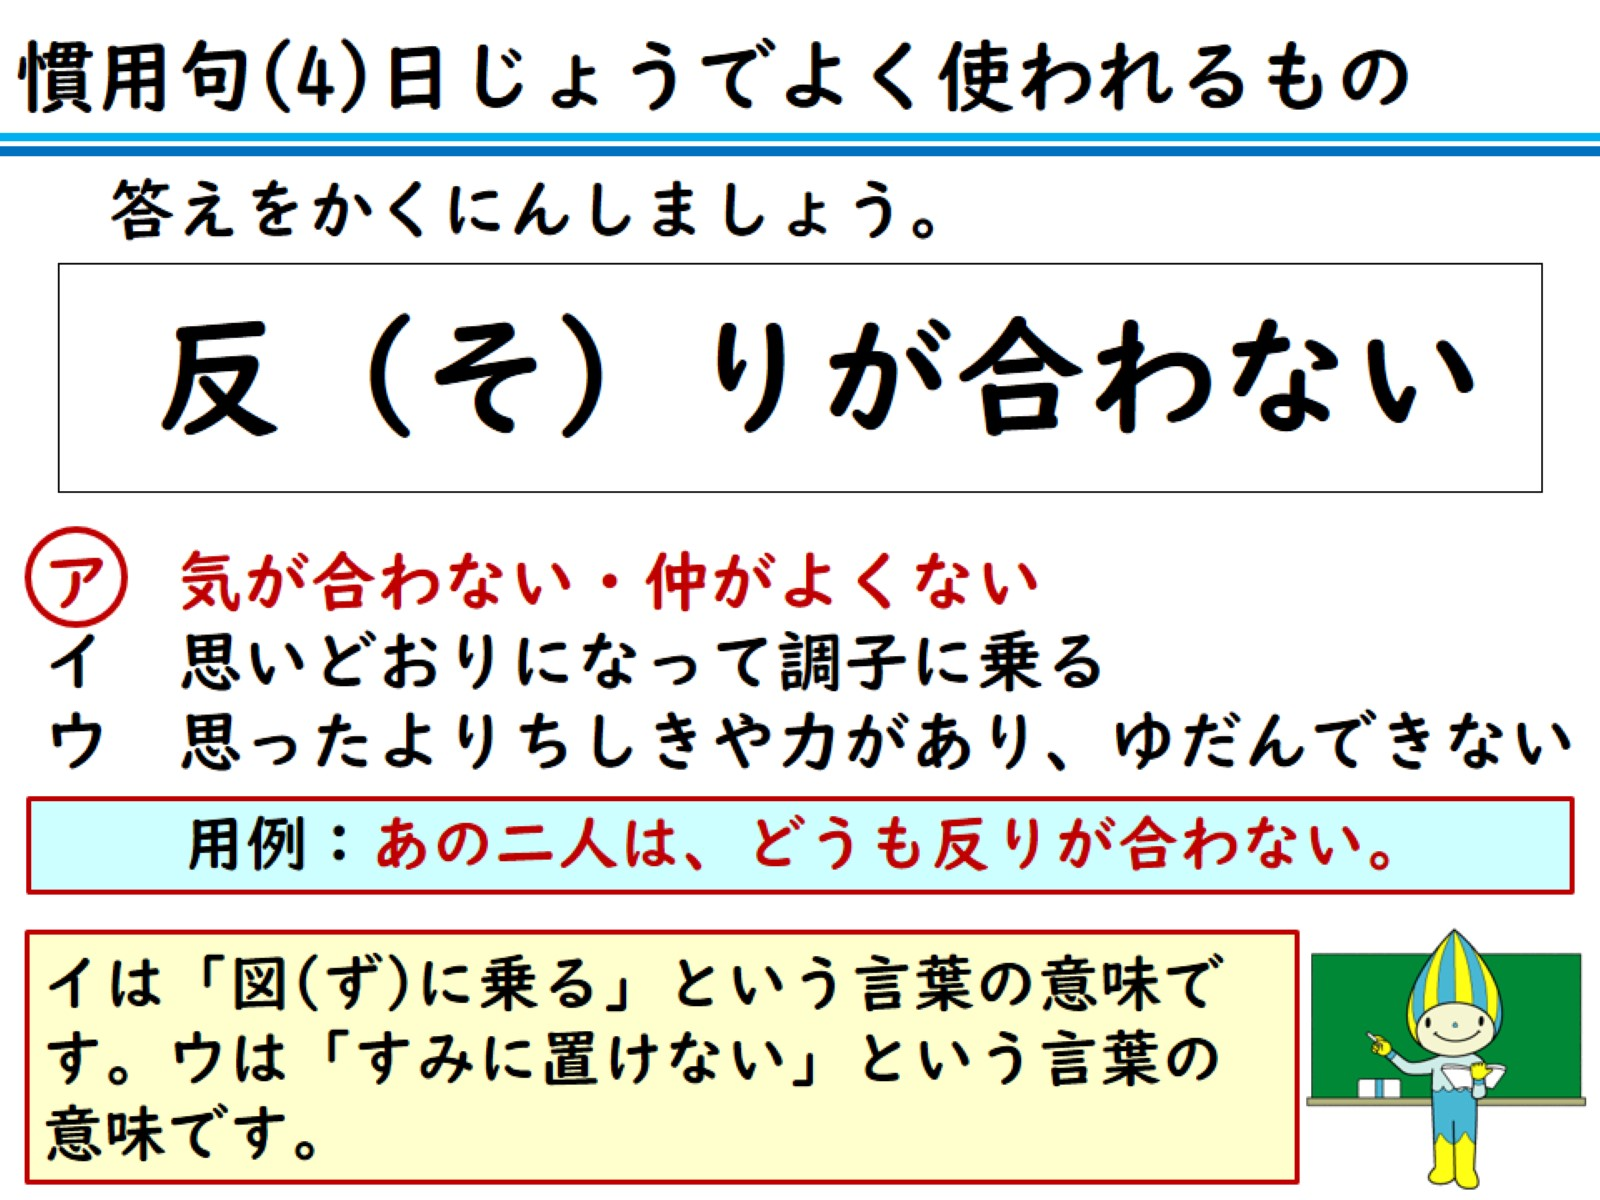 慣用句(4)日じょうでよく使われるもの
答えをかくにんしましょう。
反（そ）りが合わない
ア　気が合わない・仲がよくない
イ　思いどおりになって調子に乗る
ウ　思ったよりちしきや力があり、ゆだんできない
用例：あの二人は、どうも反りが合わない。
イは「図(ず)に乗る」という言葉の意味で
す。ウは「すみに置けない」という言葉の
意味です。